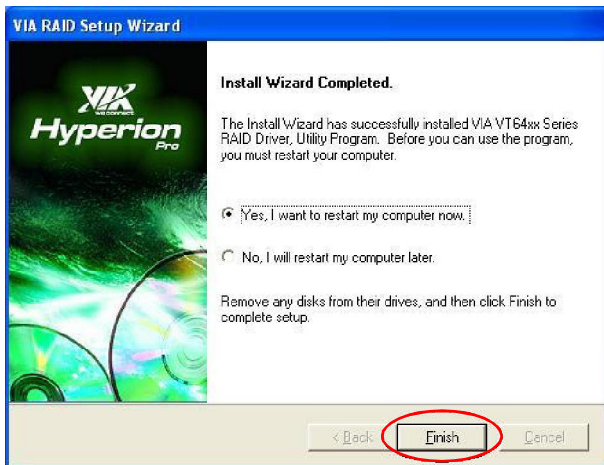 VIA RAID Setup Wizard
VIA
we connect
Hyperion
Pro
Install Wizard Completed.
The Install Wizard has successfully installed VIA VT64xx Series
RAID Driver, Utility Program. Before you can use the program,
you must restart your computer.
Yes, I want to restart my computer now.
No, I will restart my computer later.
Remove any disks from their drives, and then click Finish to
complete setup.
< Back
Finish
Cancel